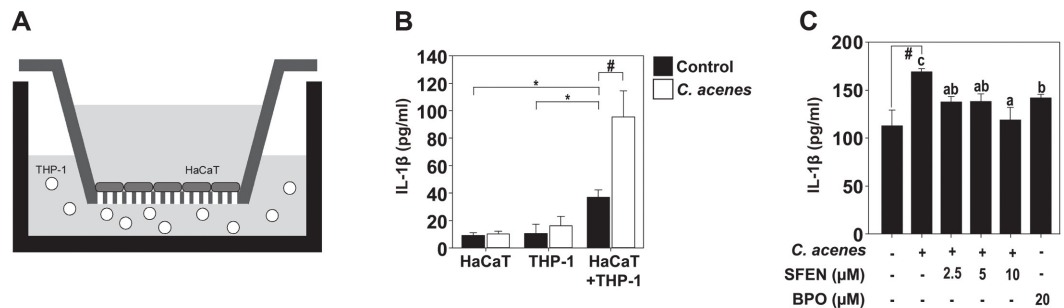 A
THP-1
HaCaT
B
140
120
100
80
60
40
20
0
IL-1β (pg/ml)
*
*
#
Control
C. acenes
HaCaT
THP-1
HaCaT
+THP-1
C
200
150
100
150
0
IL-1β (pg/ml)
#
c
ab
ab
a
b
C. acenes - + + + + -
SFEN (µM) - - 2.5 5 10 -
BPO (µM) - - - - - 20